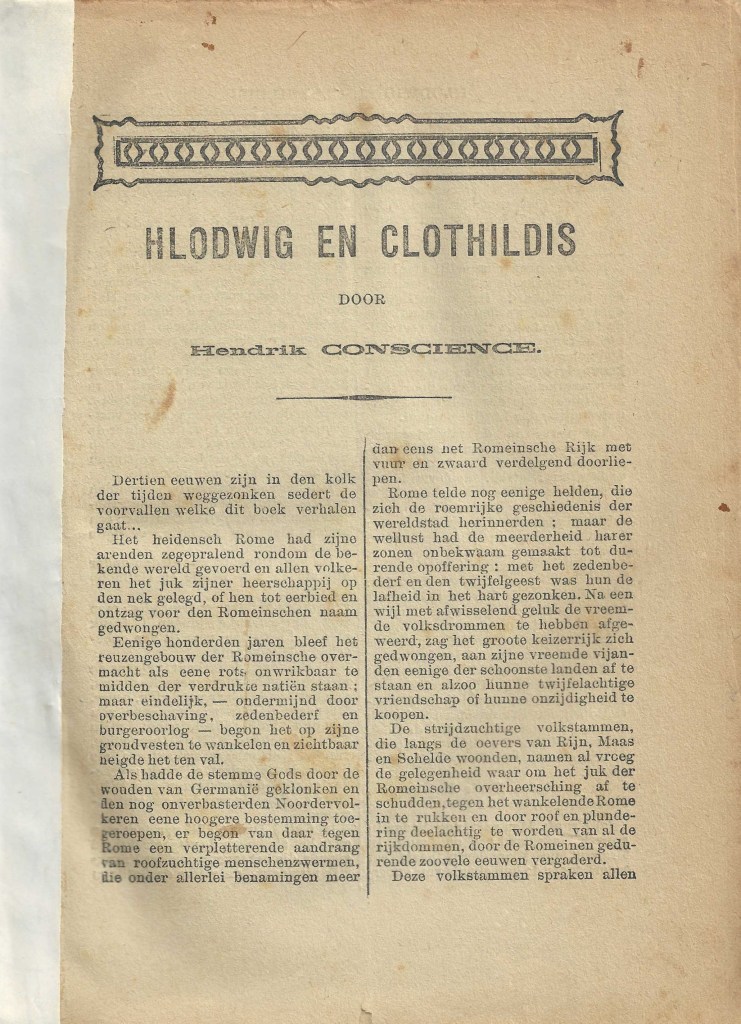 HLODWIG EN CLOTHILDIS
DOOR
Hendrik CONSCIENCE.
Dertien eeuwen zijn in den kolk
der tijden weggezonken sedert de
voorvallen welke dit boek verhalen
gaat...
Het heidensch Rome had zijne
arenden zegepralend rondom de be-
kende wereld gevoerd en allen volke-
ren het juk zijner heerschappij op
den nek gelegd, of hen tot eerbied en
ontzag voor den Romeinschen naam
gedwongen.
Eenige honderden jaren bleef het
reuzengebouw der Romeinsche over-
macht als eene rots onwrikbaar te
midden der verdrukte natiën staan ;
maar eindelijk, — ondermijnd door
overbeschaving, zedenbederf en
burgeroorlog — begon het op zijne
grondvesten te wankelen en zichtbaar
neigde het ten val.
Als hadde de stemme Gods door de
wouden van Germanië geklonken en
den nog onverbasterden Noordervol-
keren eene hoogere bestemming toe-
geroepen, er begon van daar tegen
Rome een verpletterende aandrang
van roofzuchtige menschenzwermen,
die onder allerlei benamingen meer
dan eens het Romeinsche Rijk met
vuur en zwaard verdelgend doorlie-
pen.
Rome telde nog eenige helden, die
zich de roemrijke geschiedenis der
wereldstad herinnerden ; maar de
wellust had de meerderheid harer
zonen onbekwaam gemaakt tot du-
rende opoffering : met het zedenbe-
derf en den twijfelgeest was hun de
lafheid in het hart gezonken. Na een
wijl met afwisselend geluk de vreem-
de volksdrommen te hebben afge-
weerd, zag het groote keizerrijk zich
gedwongen, aan zijne vreemde vijan-
den eenige der schoonste landen af te
staan en alzoo hunne twijfelachtige
vriendschap of hunne onzijdigheid te
koopen.
De strijdzuchtige volkstammen,
die langs de oevers van Rijn, Maas
en Schelde woonden, namen al vroeg
de gelegenheid waar om het juk der
Romeinsche overheersching af te
schudden, tegen het wankelende Rome
in te rukken en door roof en plunde-
ring deelachtig te worden van al de
rijkdommen, door de Romeinen gedu-
rende zoovele eeuwen vergaderd.
Deze volkstammen spraken allen